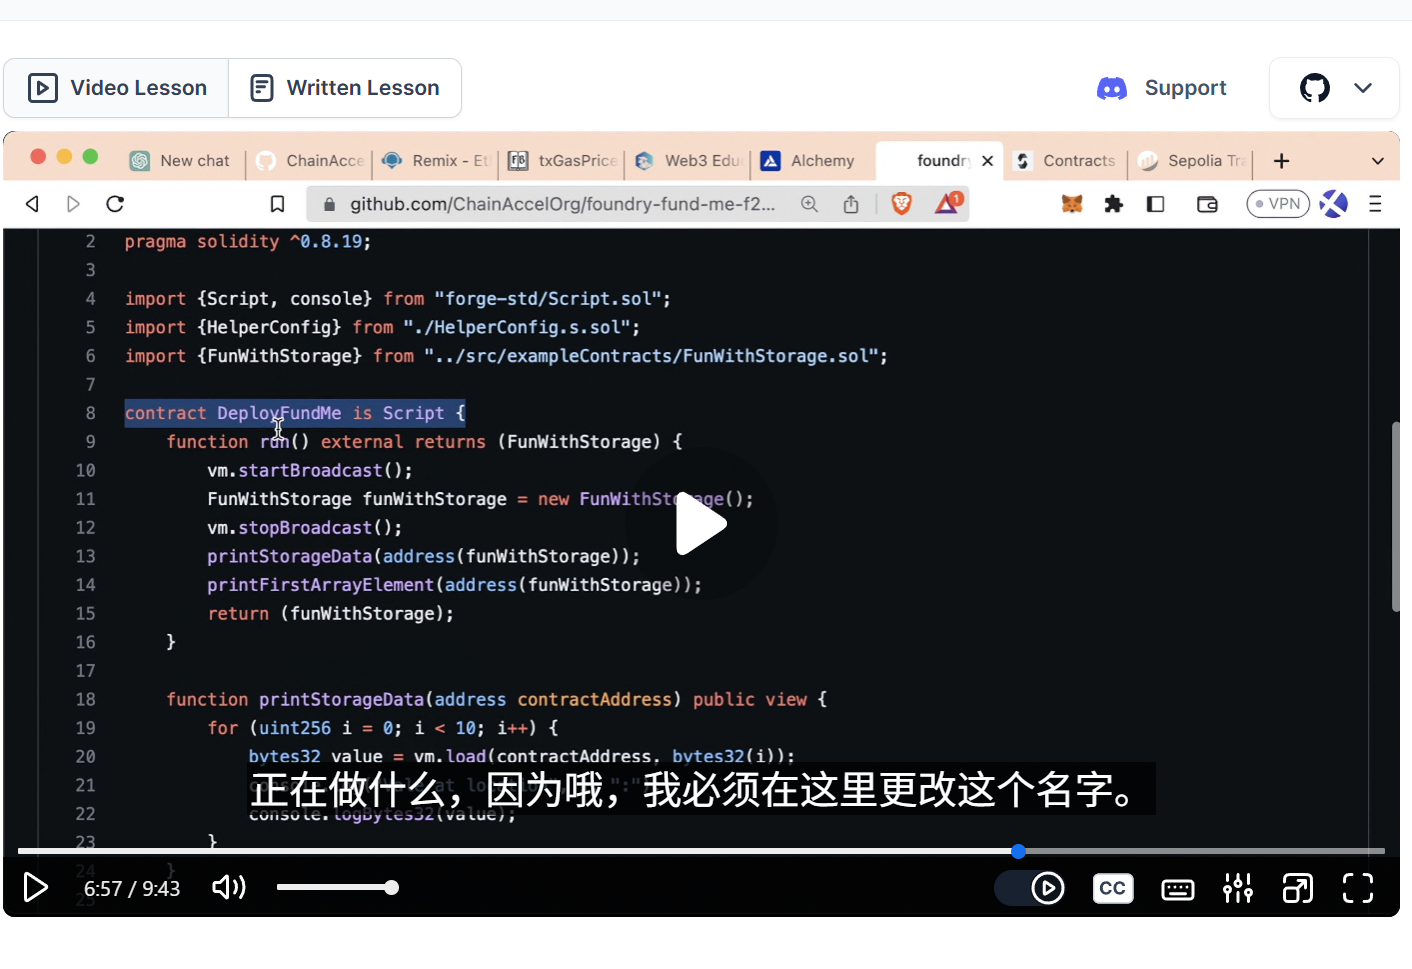 Video Lesson
Written Lesson
Support
New chat
ChainAcce
Remix - Et
txGasPrice
Web3 Edu
Alchemy
foundry
Contracts
Sepolia Tra
github.com/ChainAccelOrg/foundry-fund-me-f2...
1
VPN
2 pragma solidity ^0.8.19;
3
4 import {Script, console} from "forge-std/Script.sol";
5 import {HelperConfig} from "./HelperConfig.s.sol";
6 import {FunWithStorage} from "../src/exampleContracts/FunWithStorage.sol";
7
8 contract DeployFundMe is Script {
9 function run() external returns (FunWithStorage) {
10 vm.startBroadcast();
11 FunWithStorage funWithStorage = new FunWithStorage();
12 vm.stopBroadcast();
13 printStorageData(address(funWithStorage));
14 printFirstArrayElement(address(funWithStorage));
15 return (funWithStorage);
16 }
17
18 function printStorageData(address contractAddress) public view {
19 for (uint256 i = 0; i < 10; i++) {
20 bytes32 value = vm.load(contractAddress, bytes32(i));
21
正在做什么，因为哦，我必须在这里更改这个名字。
22 console.logBytes32(value);
23 }
24 }
25
6:57 / 9:43
CC